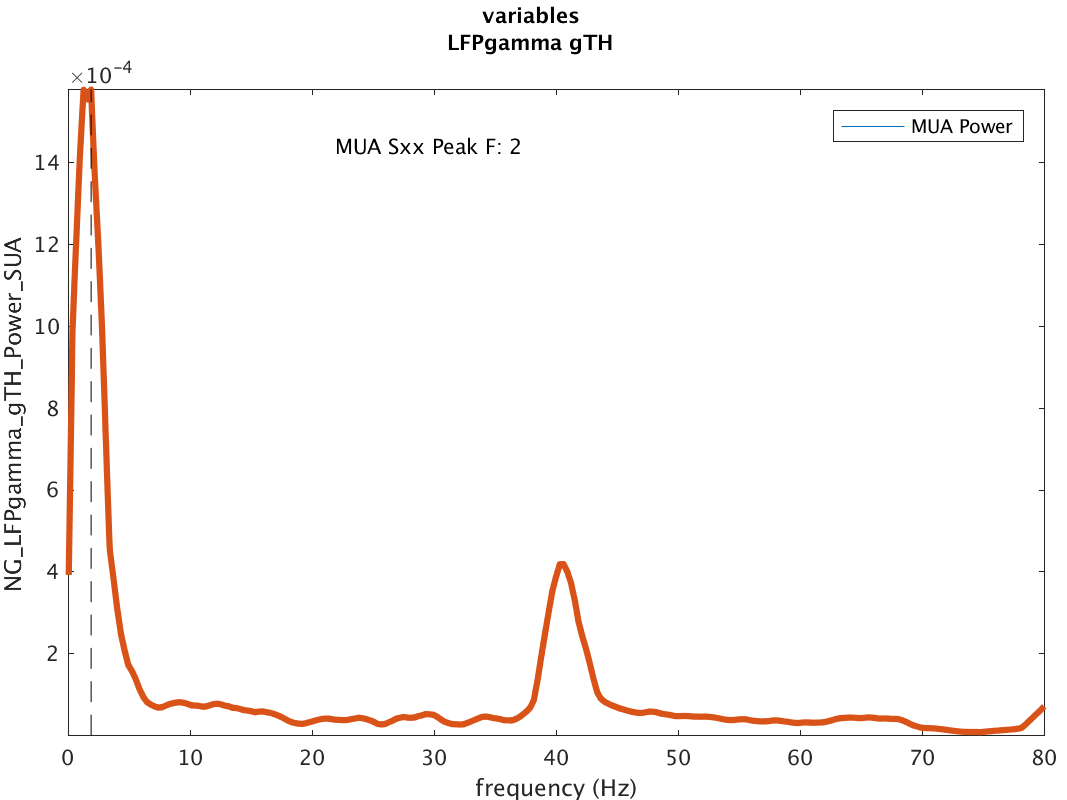 variables
LFPgamma gTH
×10⁻⁴
MUA Sxx Peak F: 2
MUA Power
14
12
10
8
6
4
2
NG_LFPgamma_gTH_Power_SUA
0 10 20 30 40 50 60 70 80
frequency (Hz)